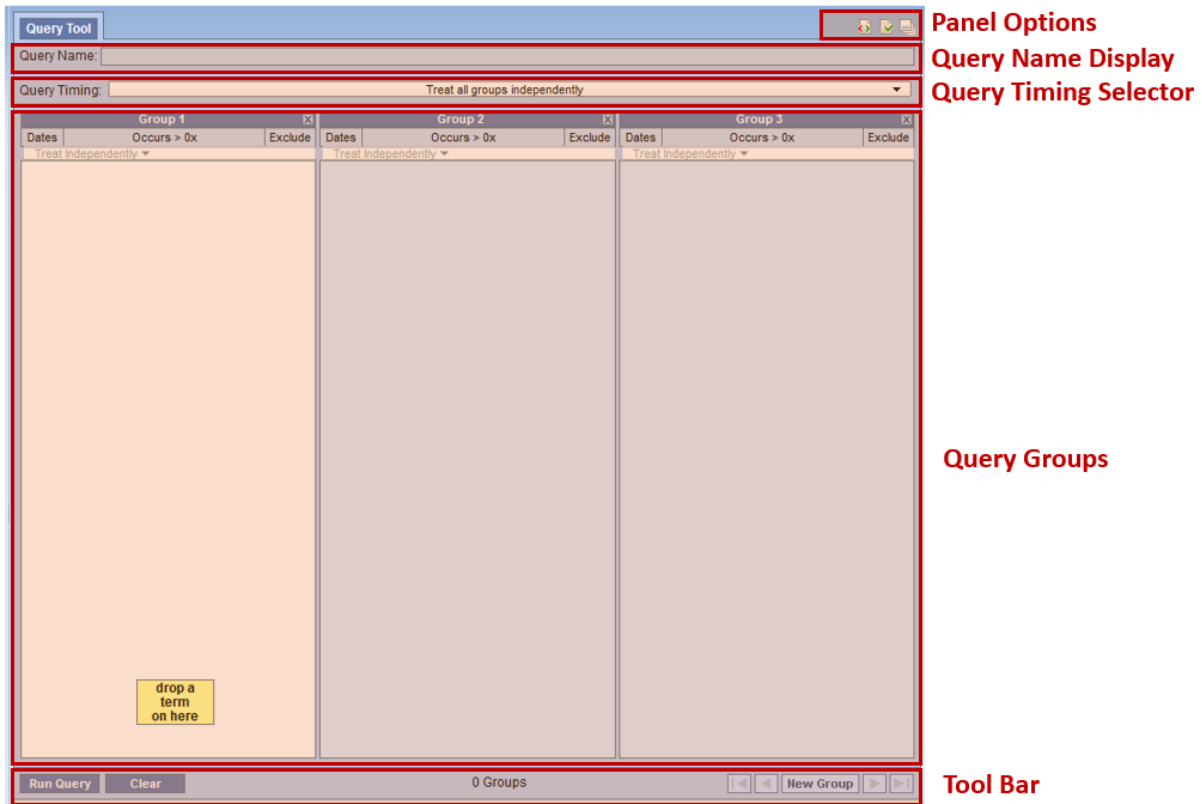 Query Tool
Panel Options
Query Name:
Query Name Display
Query Timing: Treat all groups independently
Query Timing Selector
Group 1 X Group 2 X Group 3 X
Dates Occurs > 0x Exclude Dates Occurs > 0x Exclude Dates Occurs > 0x Exclude
Treat Independently Treat Independently Treat Independently
Query Groups
drop a
term
on here
Run Query Clear 0 Groups New Group
Tool Bar